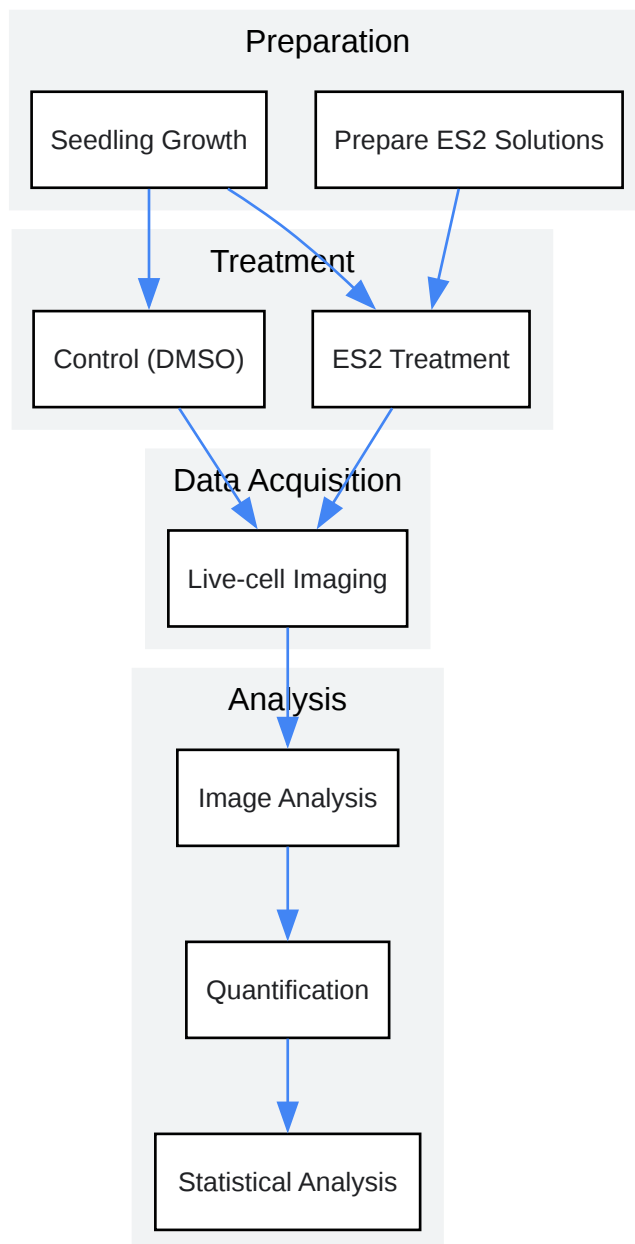 Preparation
Seedling Growth
Prepare ES2 Solutions
Treatment
Control (DMSO)
ES2 Treatment
Data Acquisition
Live-cell Imaging
Analysis
Image Analysis
Quantification
Statistical Analysis